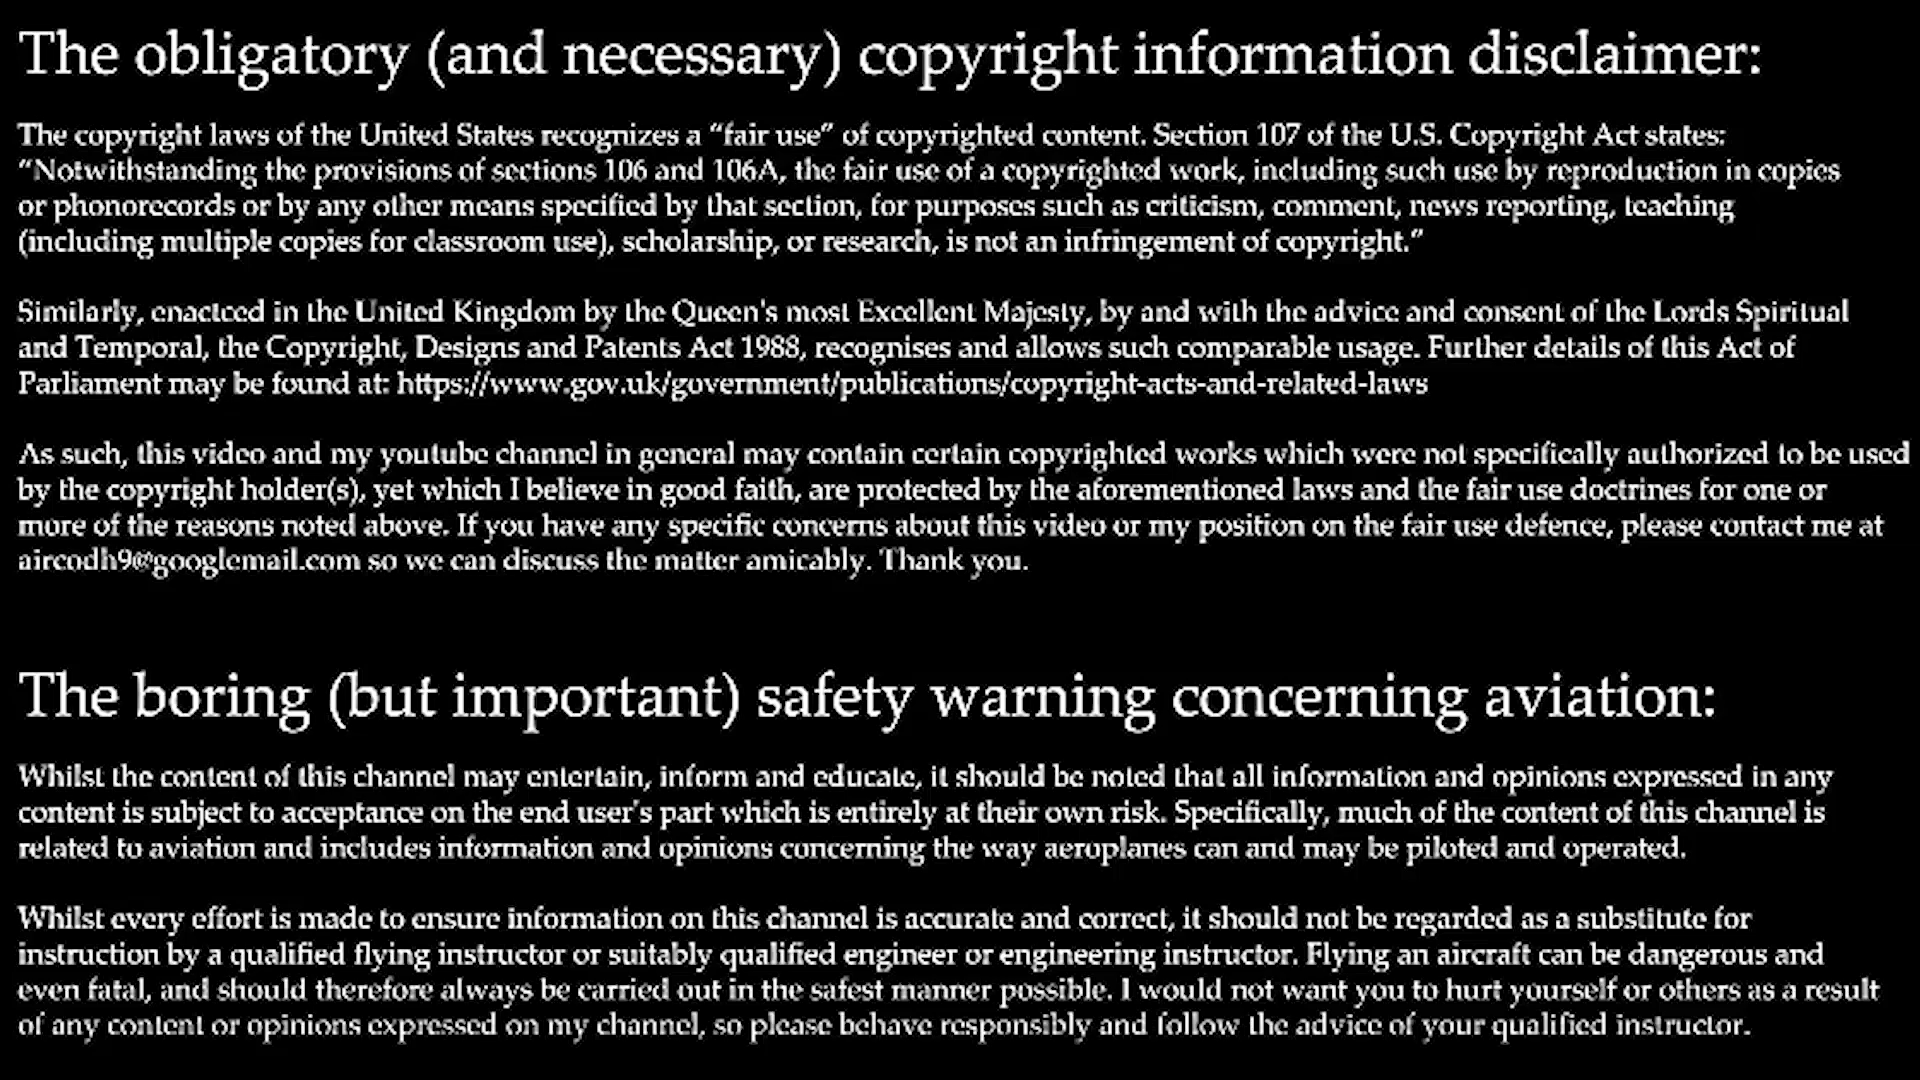 The obligatory (and necessary) copyright information disclaimer:
The copyright laws of the United States recognizes a “fair use” of copyrighted content. Section 107 of the U.S. Copyright Act states:
“Notwithstanding the provisions of sections 106 and 106A, the fair use of a copyrighted work, including such use by reproduction in copies
or phonorecords or by any other means specified by that section, for purposes such as criticism, comment, news reporting, teaching
(including multiple copies for classroom use), scholarship, or research, is not an infringement of copyright.”
Similarly, enactced in the United Kingdom by the Queen's most Excellent Majesty, by and with the advice and consent of the Lords Spiritual
and Temporal, the Copyright, Designs and Patents Act 1988, recognises and allows such comparable usage. Further details of this Act of
Parliament may be found at: https://www.gov.uk/government/publications/copyright-acts-and-related-laws
As such, this video and my youtube channel in general may contain certain copyrighted works which were not specifically authorized to be used
by the copyright holder(s), yet which I believe in good faith, are protected by the aforementioned laws and the fair use doctrines for one or
more of the reasons noted above. If you have any specific concerns about this video or my position on the fair use defence, please contact me at
aircodh9@googlemail.com so we can discuss the matter amicably. Thank you.
The boring (but important) safety warning concerning aviation:
Whilst the content of this channel may entertain, inform and educate, it should be noted that all information and opinions expressed in any
content is subject to acceptance on the end user's part which is entirely at their own risk. Specifically, much of the content of this channel is
related to aviation and includes information and opinions concerning the way aeroplanes can and may be piloted and operated.
Whilst every effort is made to ensure information on this channel is accurate and correct, it should not be regarded as a substitute for
instruction by a qualified flying instructor or suitably qualified engineer or engineering instructor. Flying an aircraft can be dangerous and
even fatal, and should therefore always be carried out in the safest manner possible. I would not want you to hurt yourself or others as a result
of any content or opinions expressed on my channel, so please behave responsibly and follow the advice of your qualified instructor.